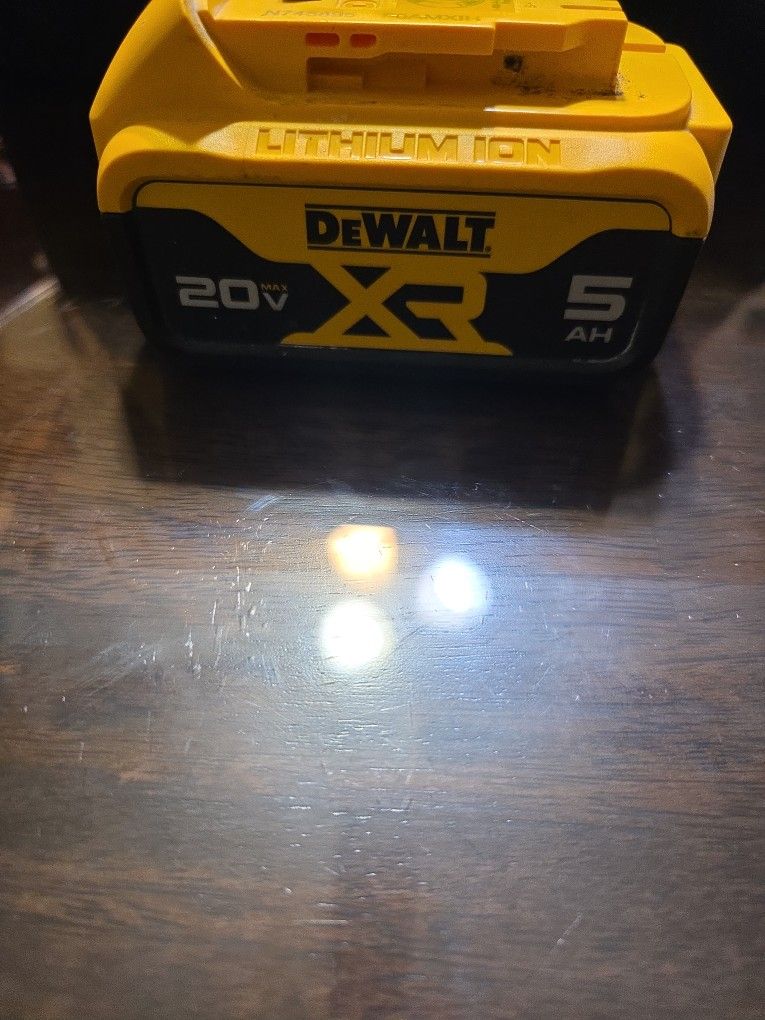 LITHIUM ION
DEWALT
20V MAX
XR
5
AH